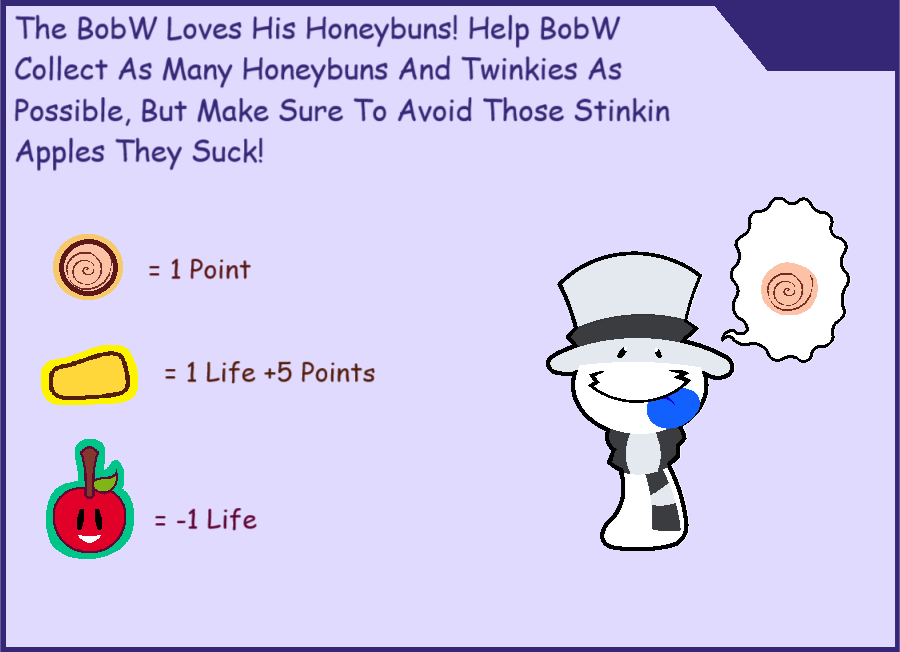 The BobW Loves His Honeybuns! Help BobW
Collect As Many Honeybuns And Twinkies As
Possible, But Make Sure To Avoid Those Stinkin
Apples They Suck!
= 1 Point
= 1 Life +5 Points
= -1 Life